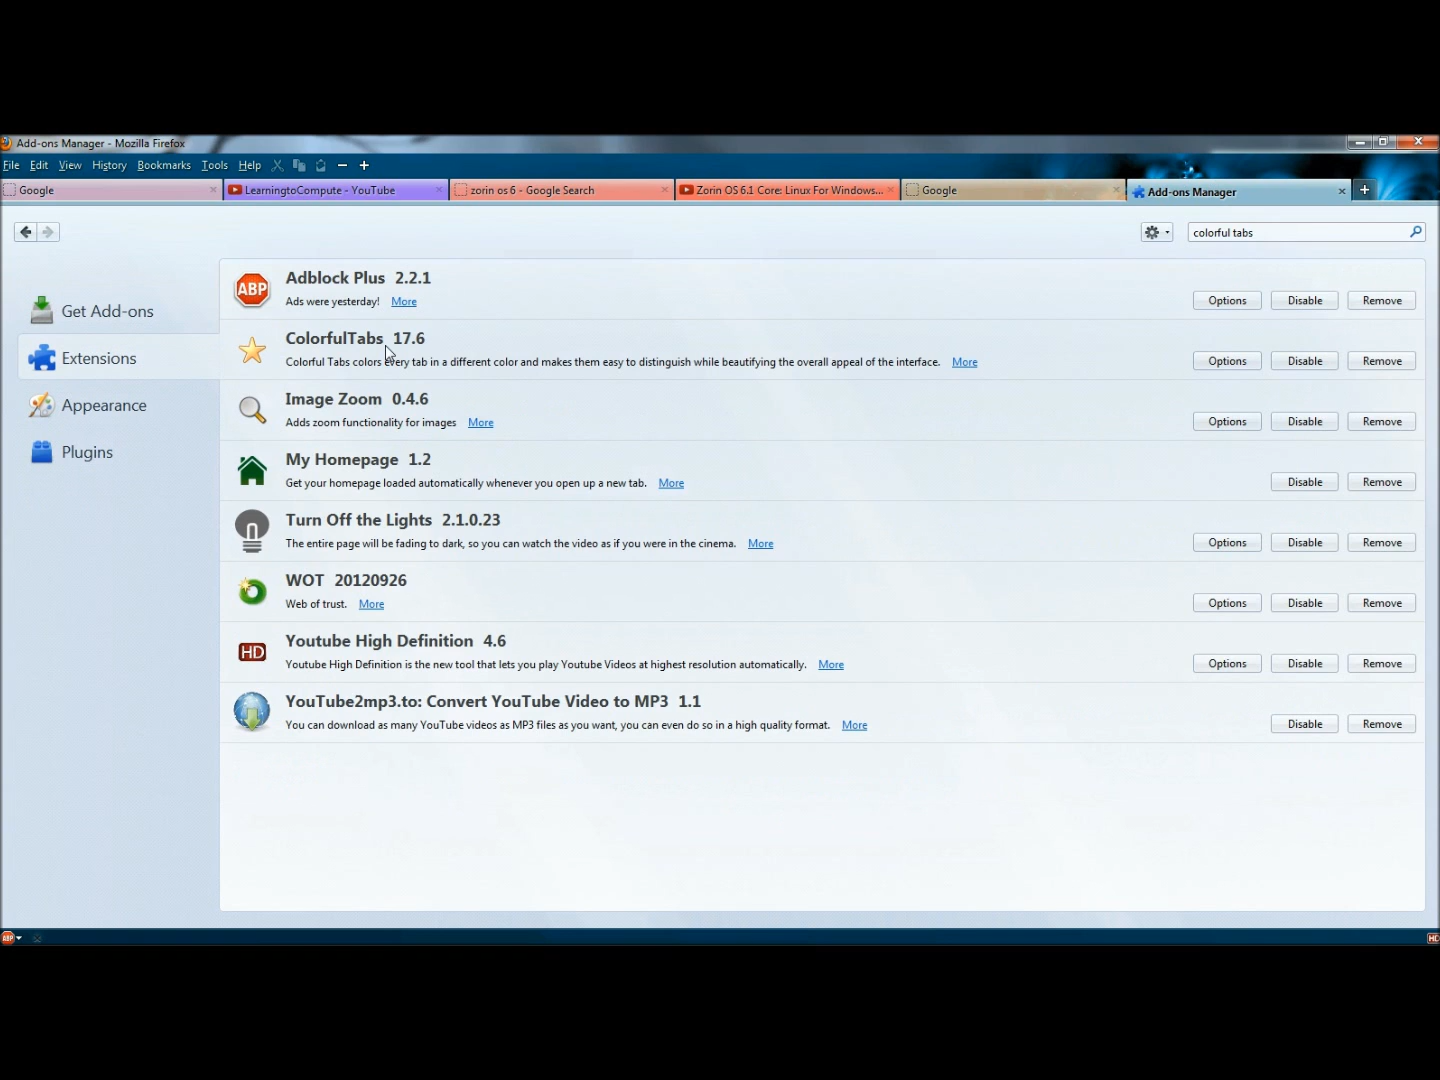 Add-ons Manager - Mozilla Firefox
File Edit View History Bookmarks Tools Help
Google
LearningtoCompute - YouTube
zorin os 6 - Google Search
Zorin OS 6.1 Core: Linux For Windows...
Google
Add-ons Manager
colorful tabs
Get Add-ons
Extensions
Appearance
Plugins
ABP
Adblock Plus 2.2.1
Ads were yesterday! More
Options Disable Remove
ColorfulTabs 17.6
Colorful Tabs colors every tab in a different color and makes them easy to distinguish while beautifying the overall appeal of the interface. More
Options Disable Remove
Image Zoom 0.4.6
Adds zoom functionality for images More
Options Disable Remove
My Homepage 1.2
Get your homepage loaded automatically whenever you open up a new tab. More
Disable Remove
Turn Off the Lights 2.1.0.23
The entire page will be fading to dark, so you can watch the video as if you were in the cinema. More
Options Disable Remove
WOT 20120926
Web of trust. More
Options Disable Remove
HD
Youtube High Definition 4.6
Youtube High Definition is the new tool that lets you play Youtube Videos at highest resolution automatically. More
Options Disable Remove
YouTube2mp3.to: Convert YouTube Video to MP3 1.1
You can download as many YouTube videos as MP3 files as you want, you can even do so in a high quality format. More
Disable Remove
ABP
HD